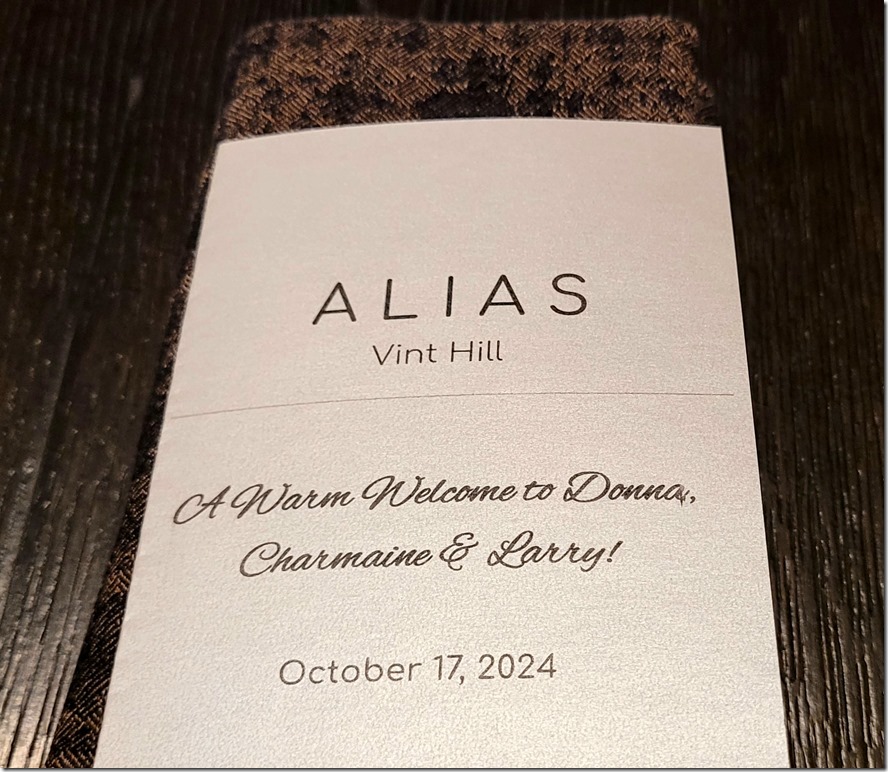 ALIAS
Vint Hill
A Warm Welcome to Donna,
Charmaine & Larry!
October 17, 2024